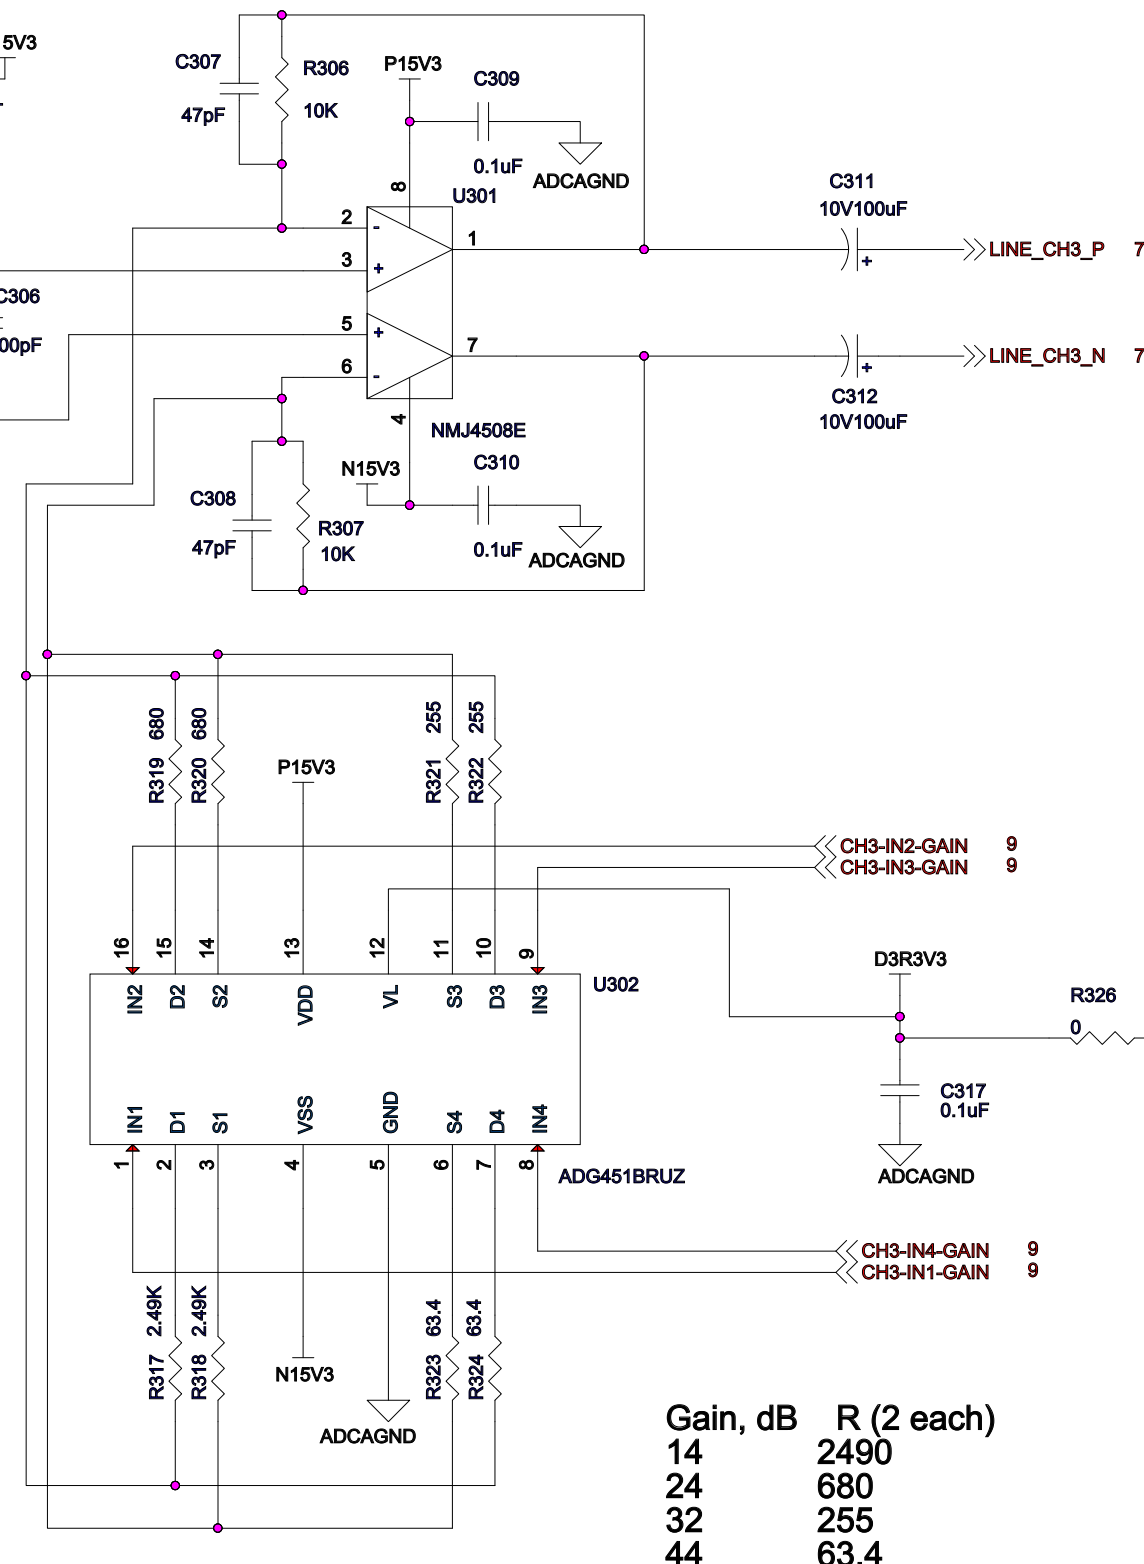 5V3
C307
47pF
R306
10K
P15V3
C309
0.1uF
ADCAGND
8
U301
2
-
3
+
1
C306
00pF
5
+
6
-
7
4
NMJ4508E
C311
10V100uF
+
LINE_CH3_P 7
LINE_CH3_N 7
+
C312
10V100uF
N15V3
C310
0.1uF
ADCAGND
C308
47pF
R307
10K
R319 680
R320 680
P15V3
R321 255
R322 255
CH3-IN2-GAIN 9
CH3-IN3-GAIN 9
16
15
14
13
12
11
10
9
IN2
D2
S2
VDD
VL
S3
D3
IN3
U302
D3R3V3
R326
0
C317
0.1uF
ADCAGND
IN1
D1
S1
VSS
GND
S4
D4
IN4
1
2
3
4
5
6
7
8
ADG451BRUZ
CH3-IN4-GAIN 9
CH3-IN1-GAIN 9
R317 2.49K
R318 2.49K
N15V3
ADCAGND
R323 63.4
R324 63.4
Gain, dB R (2 each)
14 2490
24 680
32 255
44 63.4